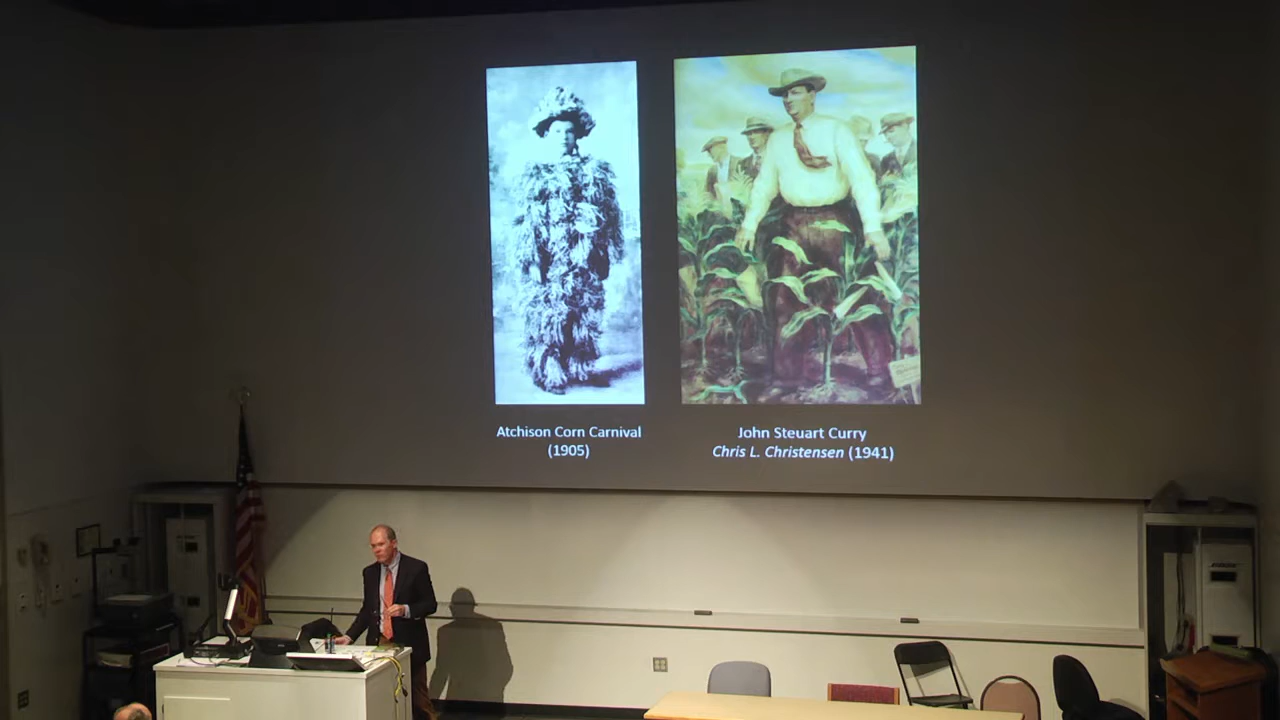 Atchison Corn Carnival
(1905)
John Steuart Curry
Chris L. Christensen (1941)